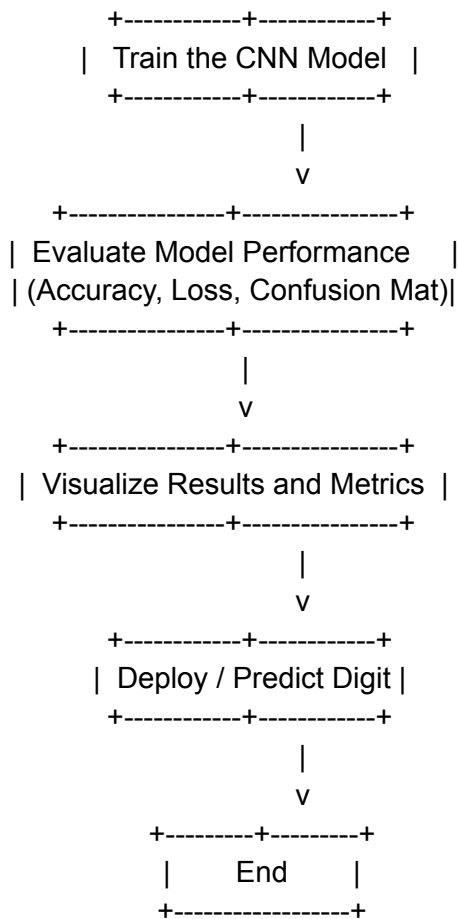 +------------+------------+
|   Train the CNN Model   |
+------------+------------+
|
v
+----------------+----------------+
|  Evaluate Model Performance     |
| (Accuracy, Loss, Confusion Mat)|
+----------------+----------------+
|
v
+----------------+----------------+
|  Visualize Results and Metrics  |
+----------------+----------------+
|
v
+------------+------------+
|  Deploy / Predict Digit |
+------------+------------+
|
v
+---------+---------+
|       End       |
+-------------------+